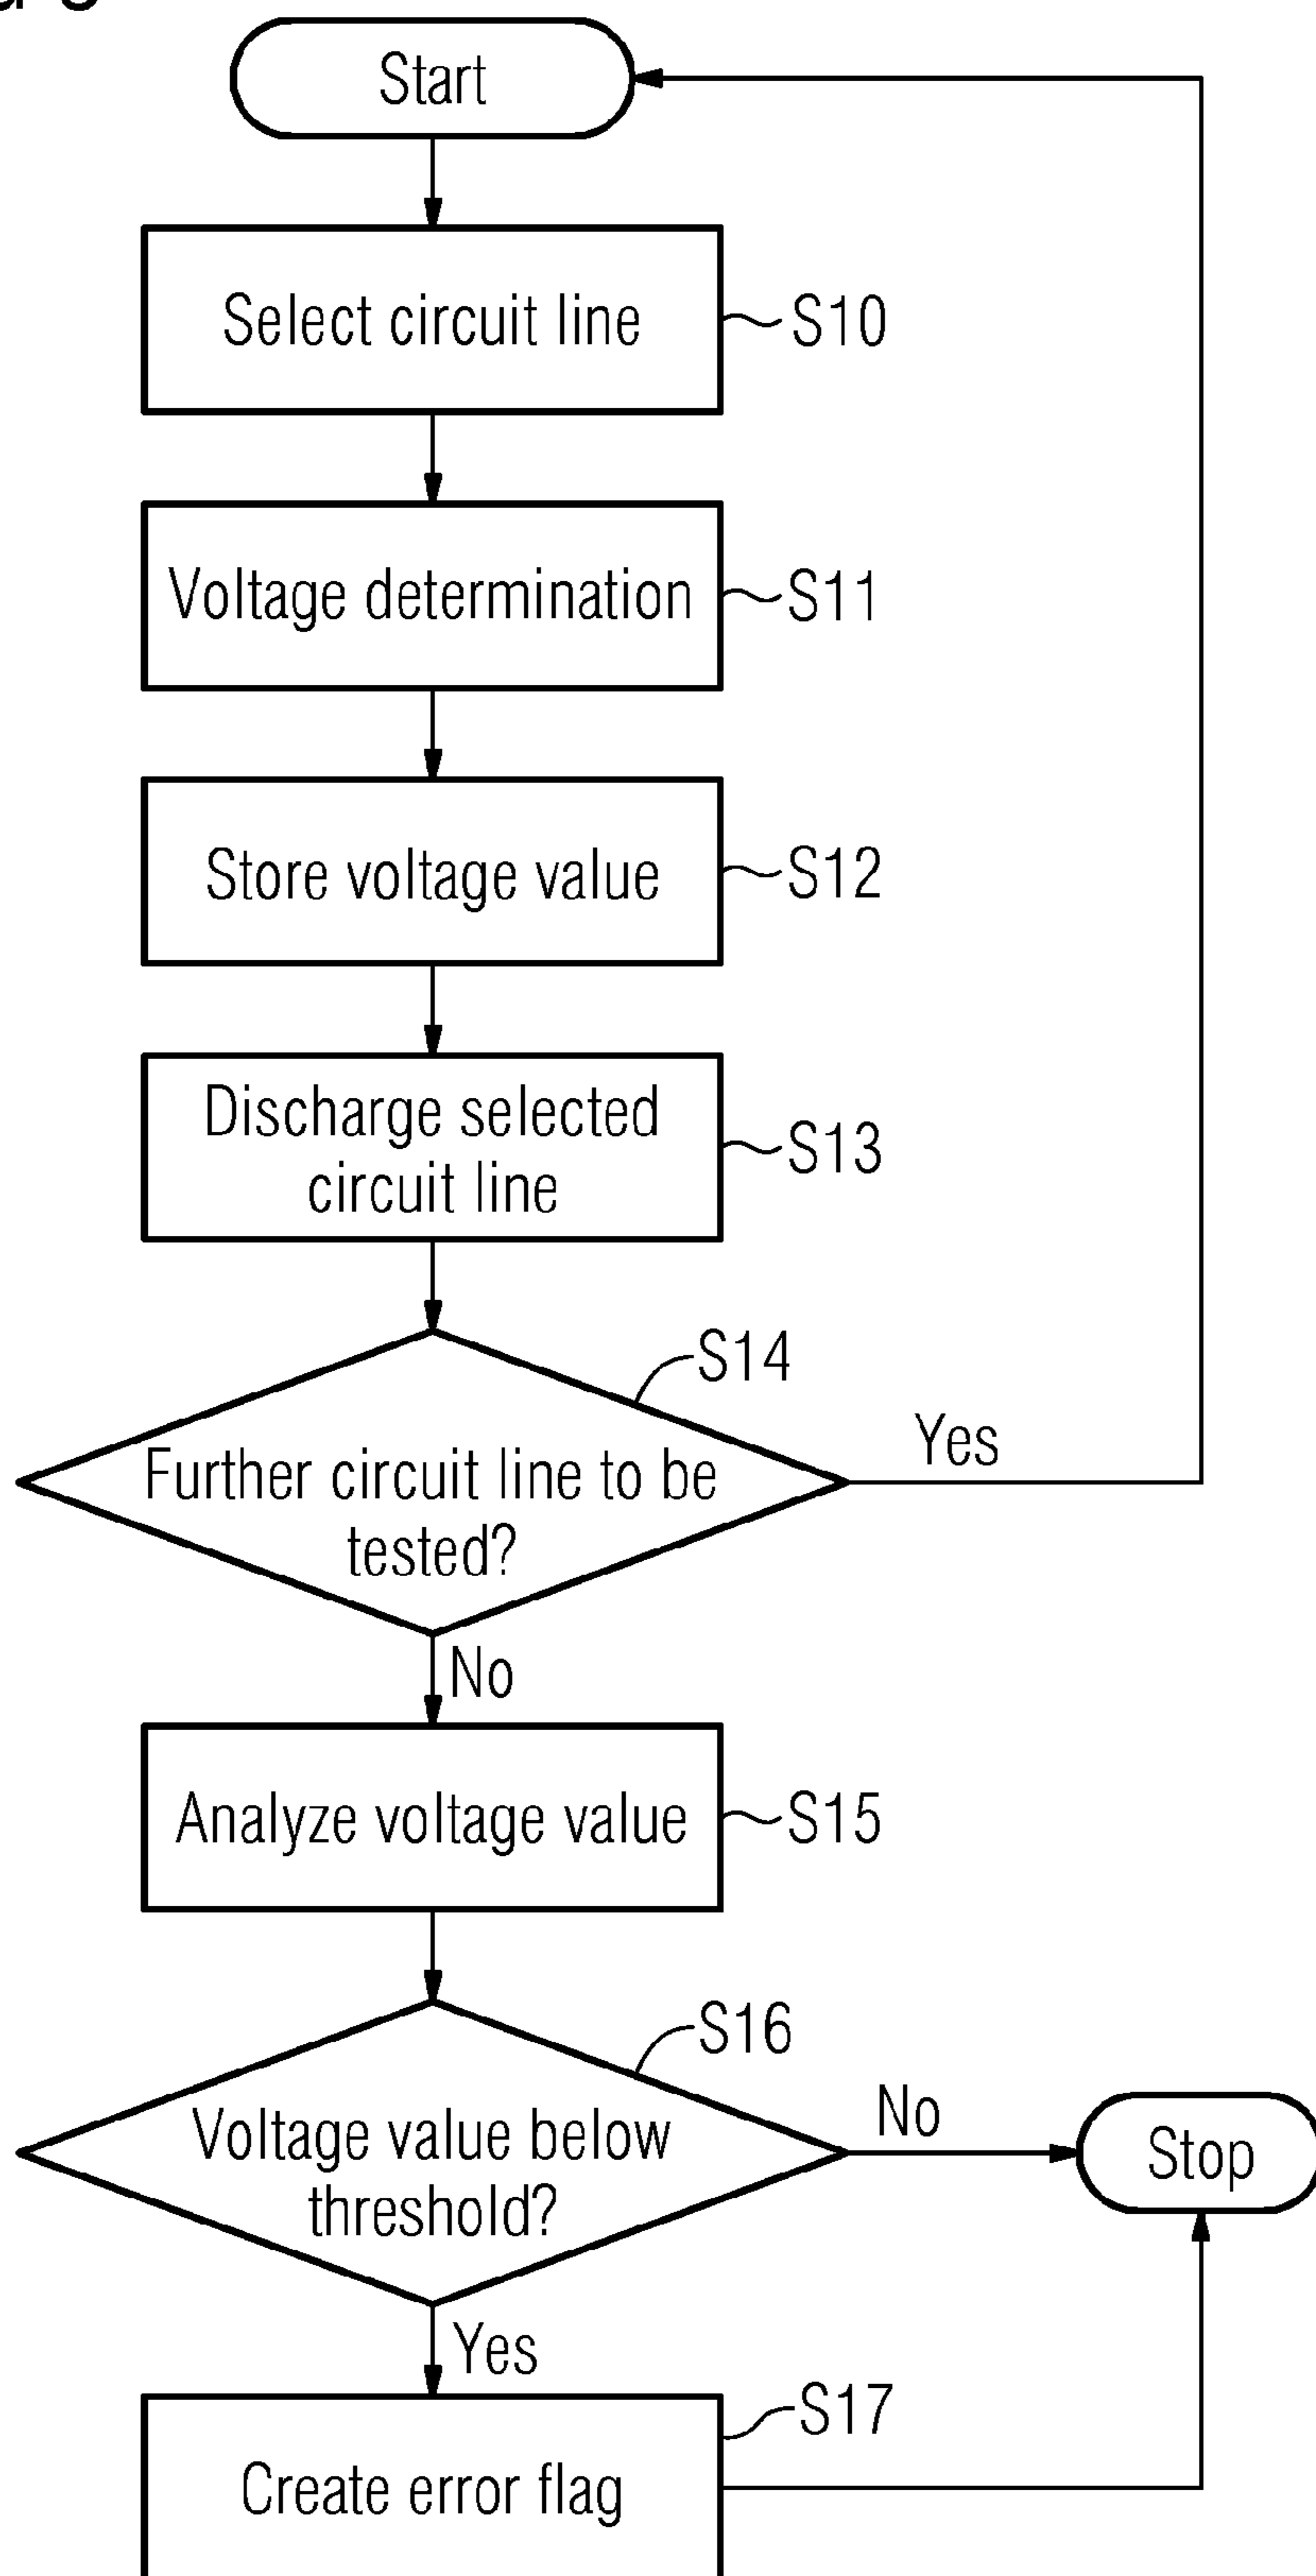 Start
Select circuit line
S10
Voltage determination
S11
Store voltage value
S12
Discharge selected
circuit line
S13
S14
Further circuit line to be
tested?
Yes
No
Analyze voltage value
S15
S16
Voltage value below
threshold?
No
Stop
Yes
S17
Create error flag